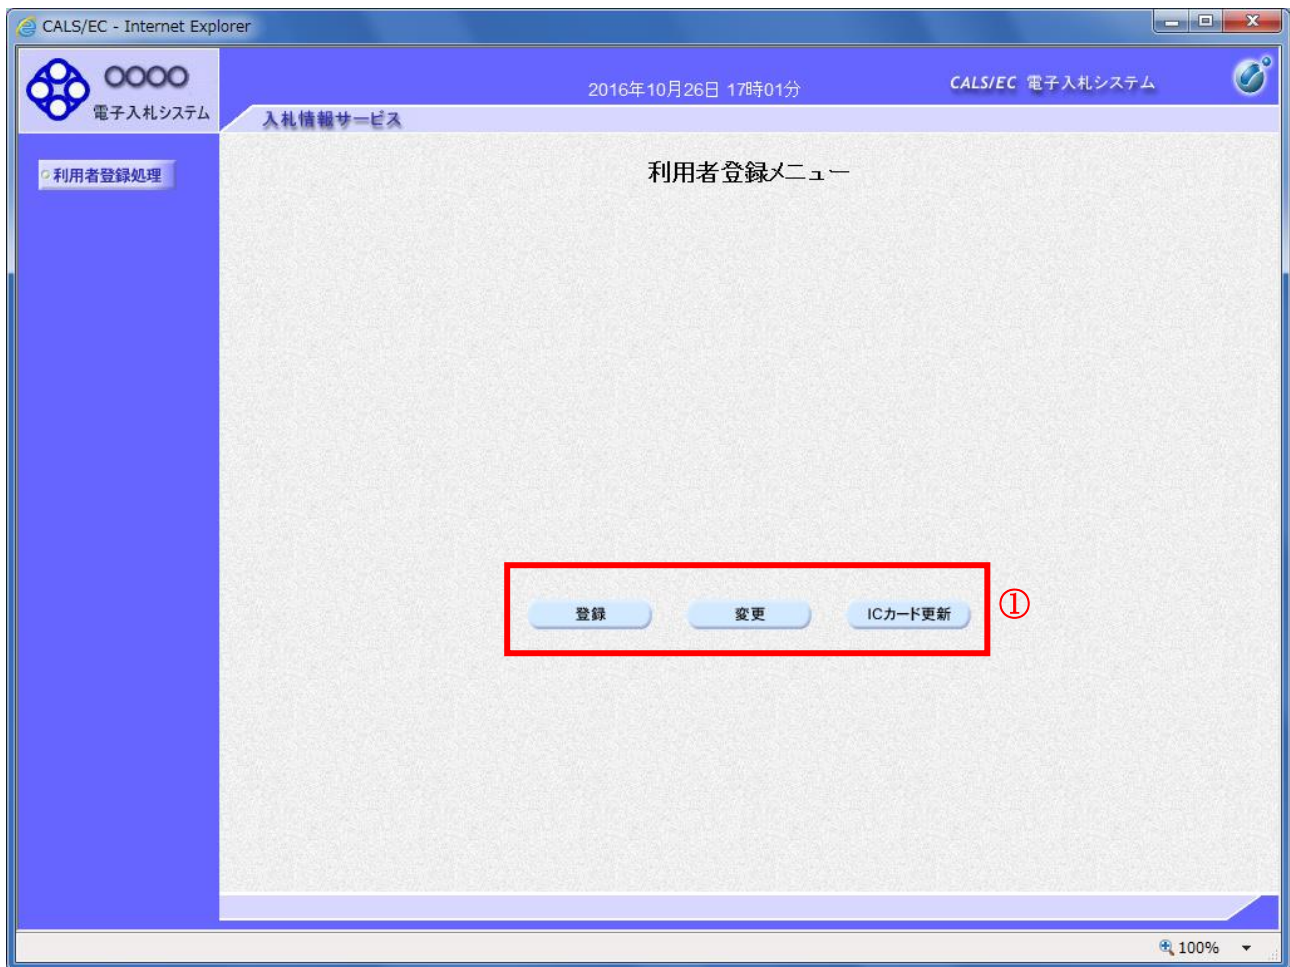 CALS/EC - Internet Explorer
〇〇〇〇
電子入札システム
2016年10月26日 17時01分
CALS/EC 電子入札システム
入札情報サービス
利用者登録処理
利用者登録メニュー
登録
変更
ICカード更新
①
100%